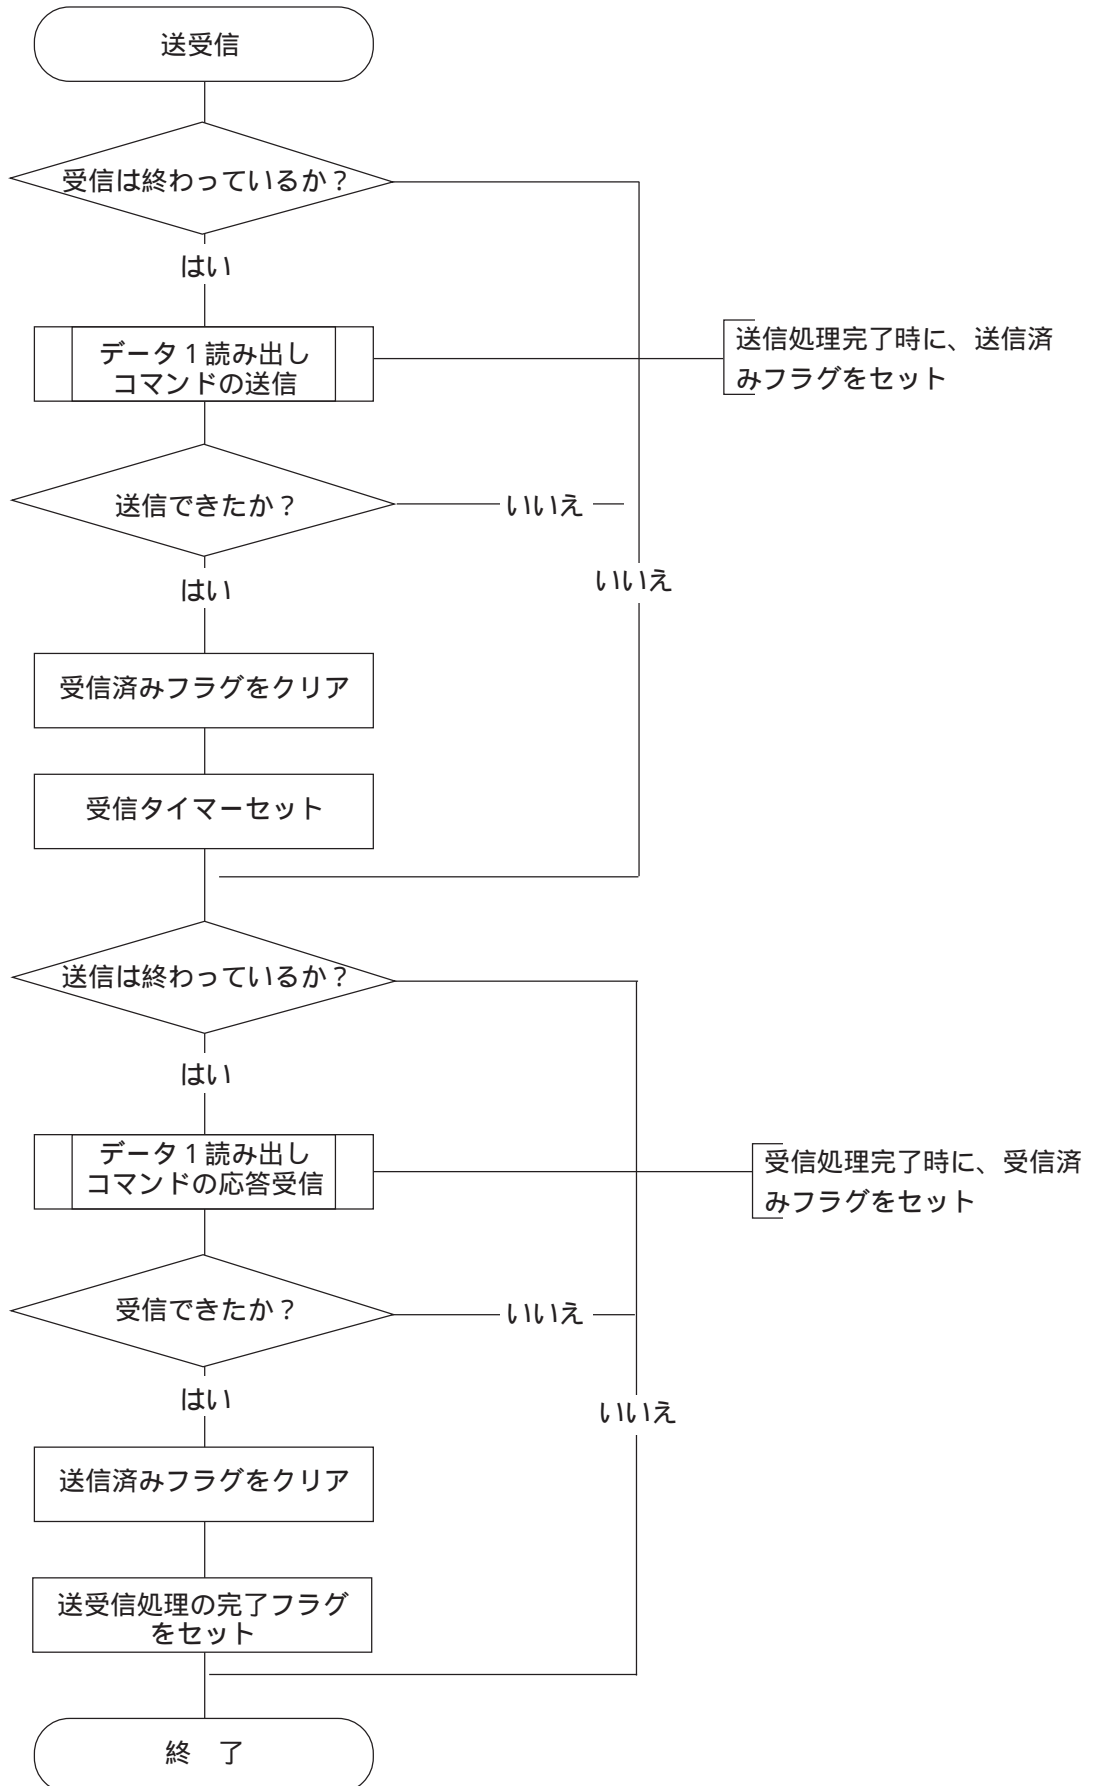 送受信
受信は終わっているか？
はい
データ１読み出し
コマンドの送信
送信処理完了時に、送信済
みフラグをセット
送信できたか？
いいえ
はい
いいえ
受信済みフラグをクリア
受信タイマーセット
送信は終わっているか？
はい
データ１読み出し
コマンドの応答受信
受信処理完了時に、受信済
みフラグをセット
受信できたか？
いいえ
はい
いいえ
送信済みフラグをクリア
送受信処理の完了フラグ
をセット
終　了